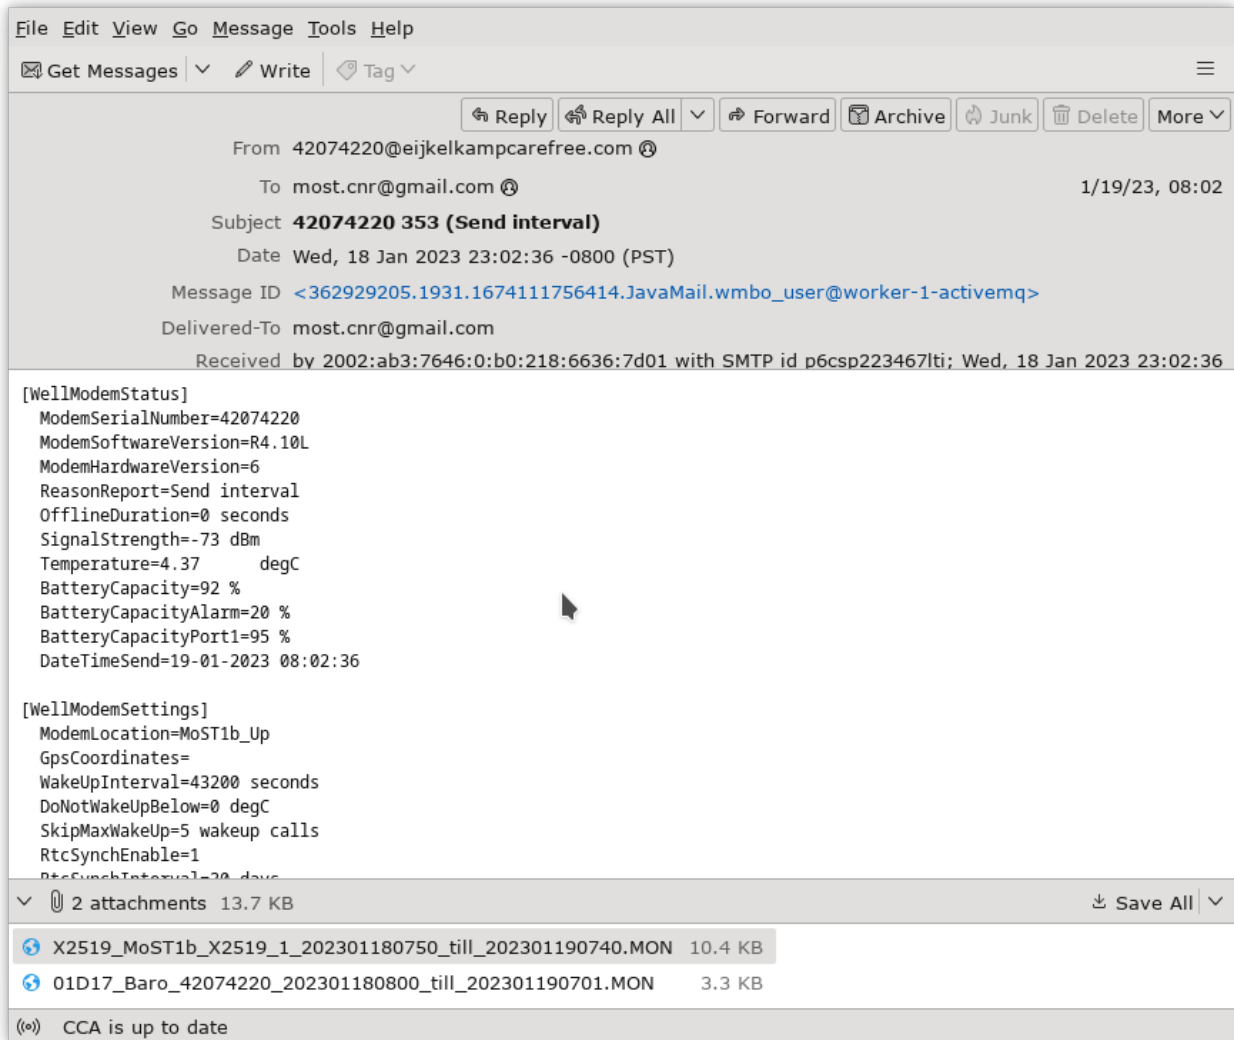 File Edit View Go Message Tools Help
Get Messages Write Tag
Reply Reply All Forward Archive Junk Delete More
From 42074220@eijkelkampcarefree.com
To most.cnr@gmail.com 1/19/23, 08:02
Subject 42074220 353 (Send interval)
Date Wed, 18 Jan 2023 23:02:36 -0800 (PST)
Message ID <362929205.1931.1674111756414.JavaMail.wmbo_user@worker-1-activemq>
Delivered-To most.cnr@gmail.com
Received by 2002:ab3:7646:0:b0:218:6636:7d01 with SMTP id p6csp223467lti; Wed, 18 Jan 2023 23:02:36
[WellModemStatus]
ModemSerialNumber=42074220
ModemSoftwareVersion=R4.10L
ModemHardwareVersion=6
ReasonReport=Send interval
OfflineDuration=0 seconds
SignalStrength=-73 dBm
Temperature=4.37 degC
BatteryCapacity=92 %
BatteryCapacityAlarm=20 %
BatteryCapacityPort1=95 %
DateTimeSend=19-01-2023 08:02:36
[WellModemSettings]
ModemLocation=MoST1b_Up
GpsCoordinates=
WakeUpInterval=43200 seconds
DoNotWakeUpBelow=0 degC
SkipMaxWakeUp=5 wakeup calls
RtcSynchEnable=1
RtcSynchInterval=30 days
2 attachments 13.7 KB Save All
X2519_MoST1b_X2519_1_202301180750_till_202301190740.MON 10.4 KB
01D17_Baro_42074220_202301180800_till_202301190701.MON 3.3 KB
CCA is up to date